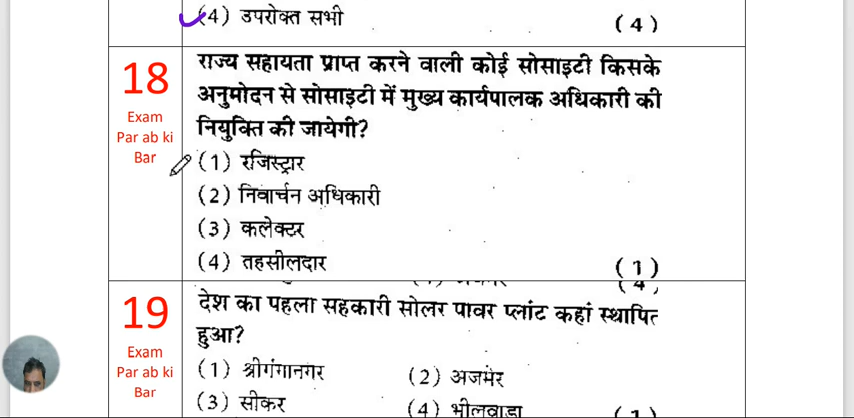 (4) उपरोक्त सभी (4)
18
Exam
Par ab ki
Bar
राज्य सहायता प्राप्त करने वाली कोई सोसाइटी किसके
अनुमोदन से सोसाइटी में मुख्य कार्यपालक अधिकारी की
नियुक्ति की जायेगी?
(1) रजिस्ट्रार
(2) निवार्चन अधिकारी
(3) कलेक्टर
(4) तहसीलदार (1)
19
Exam
Par ab ki
Bar
देश का पहला सहकारी सोलर पावर प्लांट कहां स्थापित
हुआ?
(1) श्रीगंगानगर (2) अजमेर
(3) सीकर (4) भीलवाडा (1)